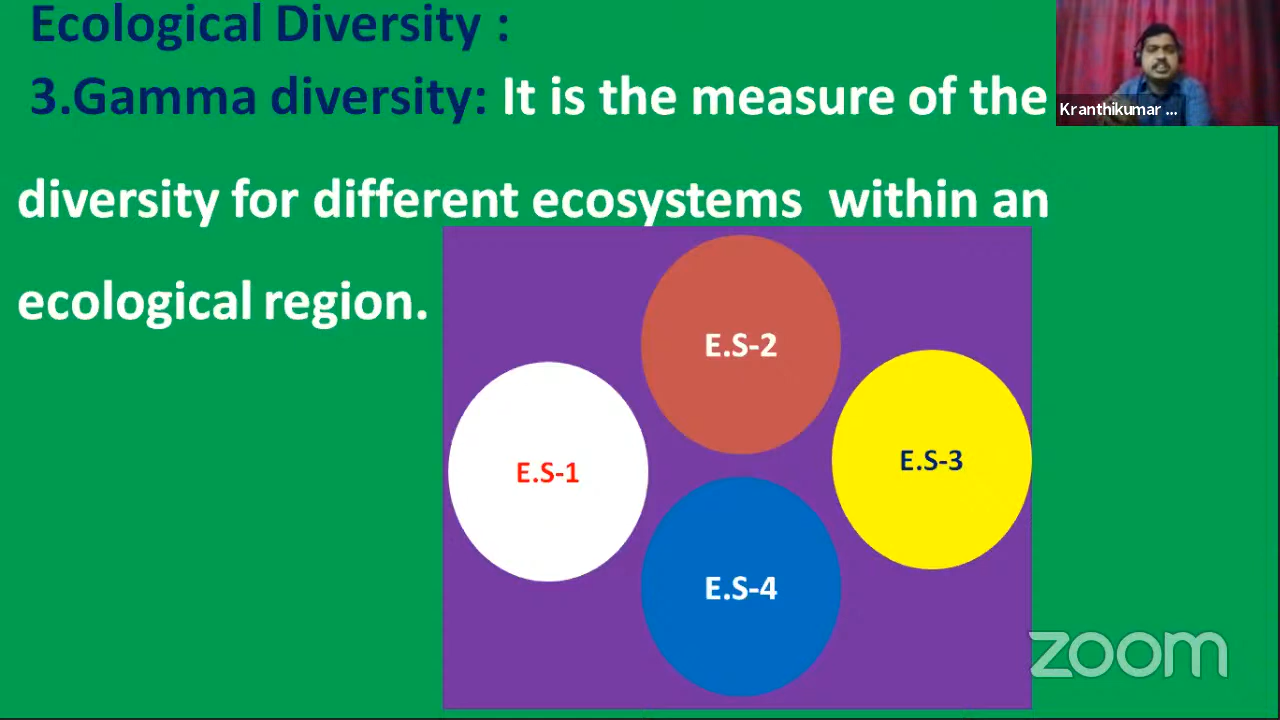 Ecological Diversity :
3.Gamma diversity: It is the measure of the
Kranthikumar ...
diversity for different ecosystems within an
ecological region.
E.S-2
E.S-3
E.S-1
E.S-4
zoom